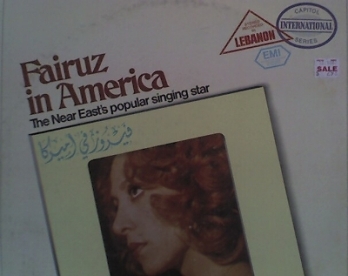 Fairuz
in America
The Near East's popular singing star
فيروز في أميركا
LEBANON
EMI
CAPITOL
INTERNATIONAL
SERIES
SALE